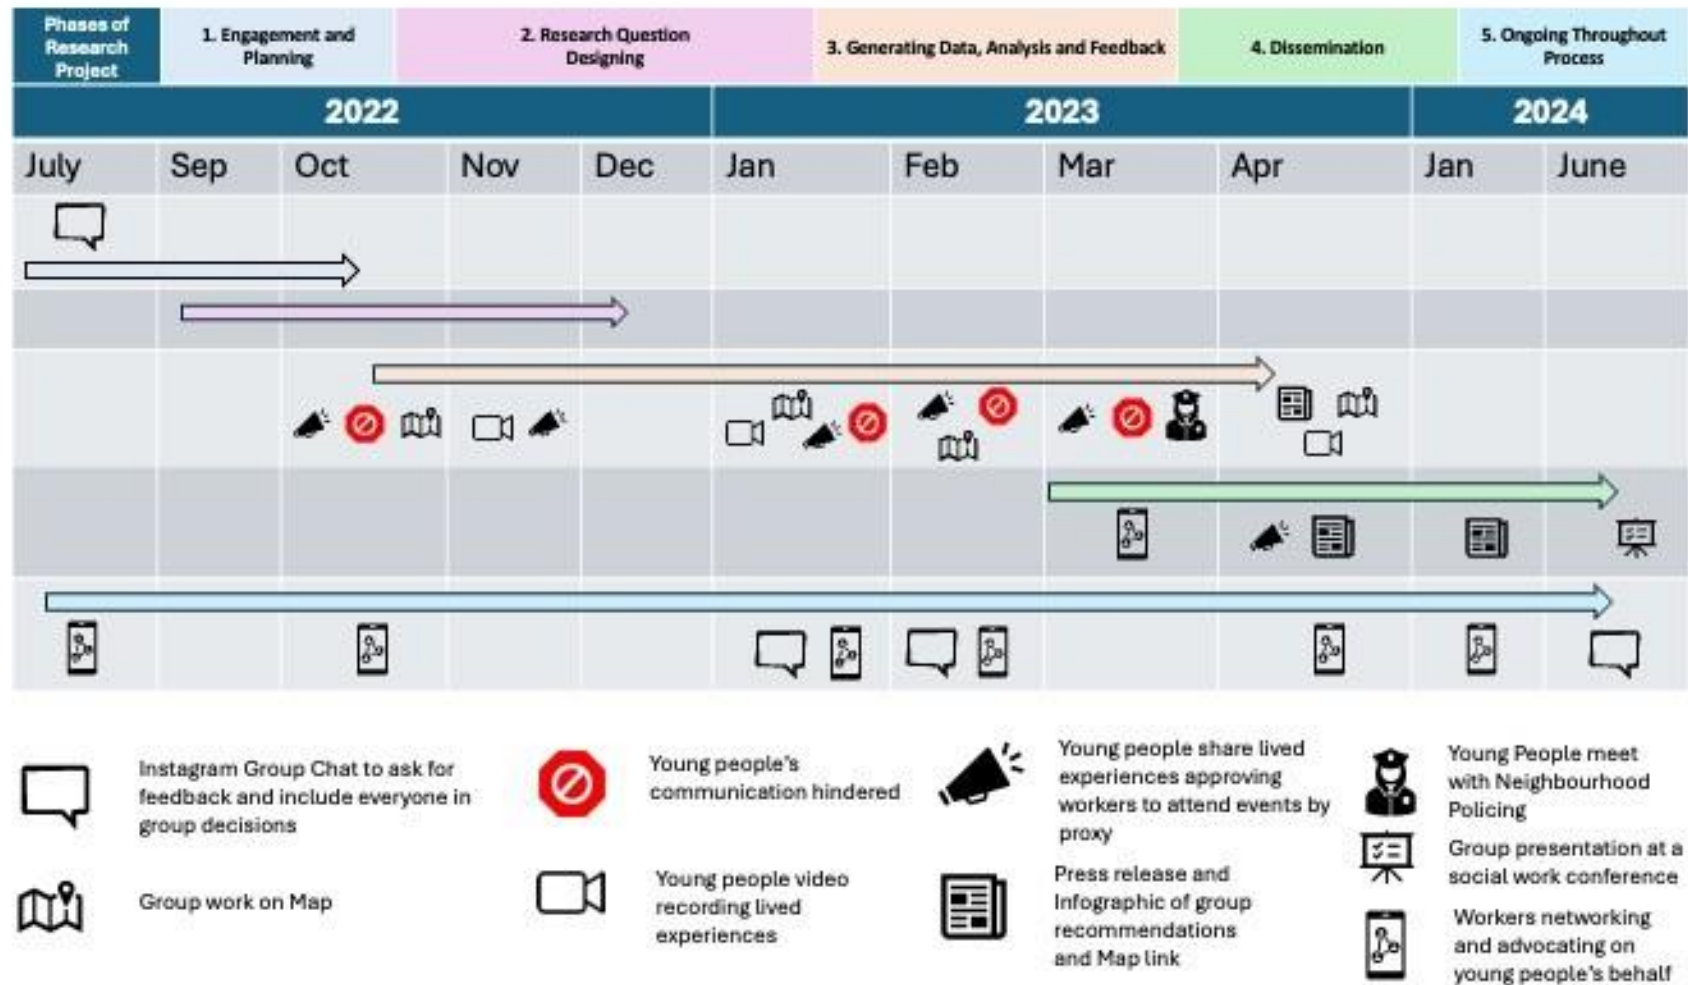 Phases of
Research
Project
1. Engagement and
Planning
2. Research Question
Designing
3. Generating Data, Analysis and Feedback
4. Dissemination
5. Ongoing Throughout
Process
2022
2023
2024
July
Sep
Oct
Nov
Dec
Jan
Feb
Mar
Apr
Jan
June
Instagram Group Chat to ask for
feedback and include everyone in
group decisions
Group work on Map
Young people's
communication hindered
Young people video
recording lived
experiences
Young people share lived
experiences approving
workers to attend events by
proxy
Press release and
Infographic of group
recommendations
and Map link
Young People meet
with Neighbourhood
Policing
Group presentation at a
social work conference
Workers networking
and advocating on
young people's behalf